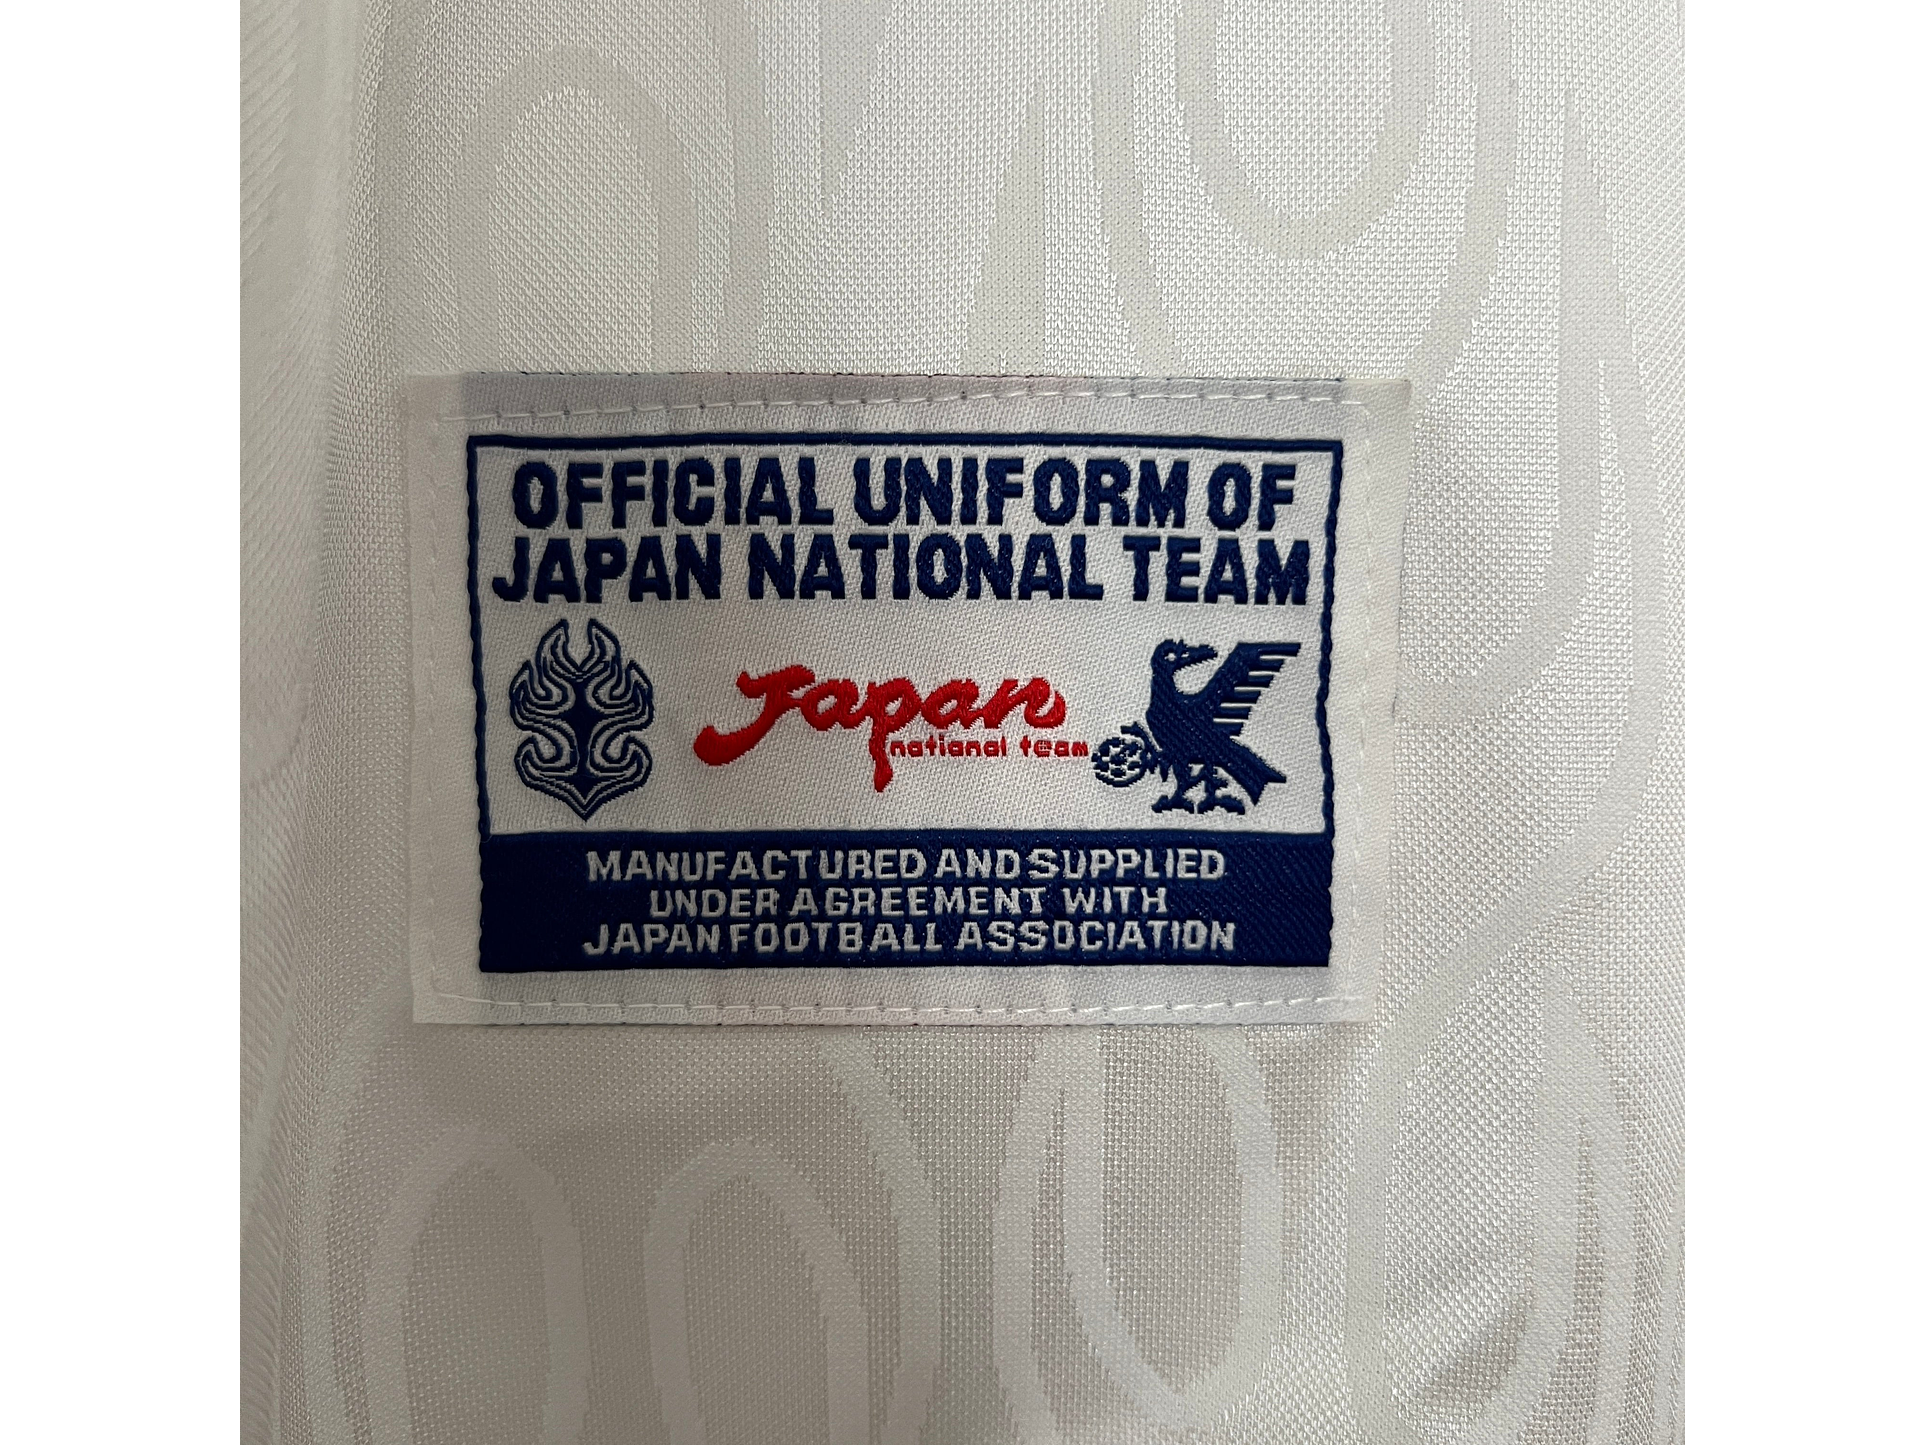 OFFICIAL UNIFORM OF
JAPAN NATIONAL TEAM
Japan
national team
MANUFACTURED AND SUPPLIED
UNDER AGREEMENT WITH
JAPAN FOOTBALL ASSOCIATION